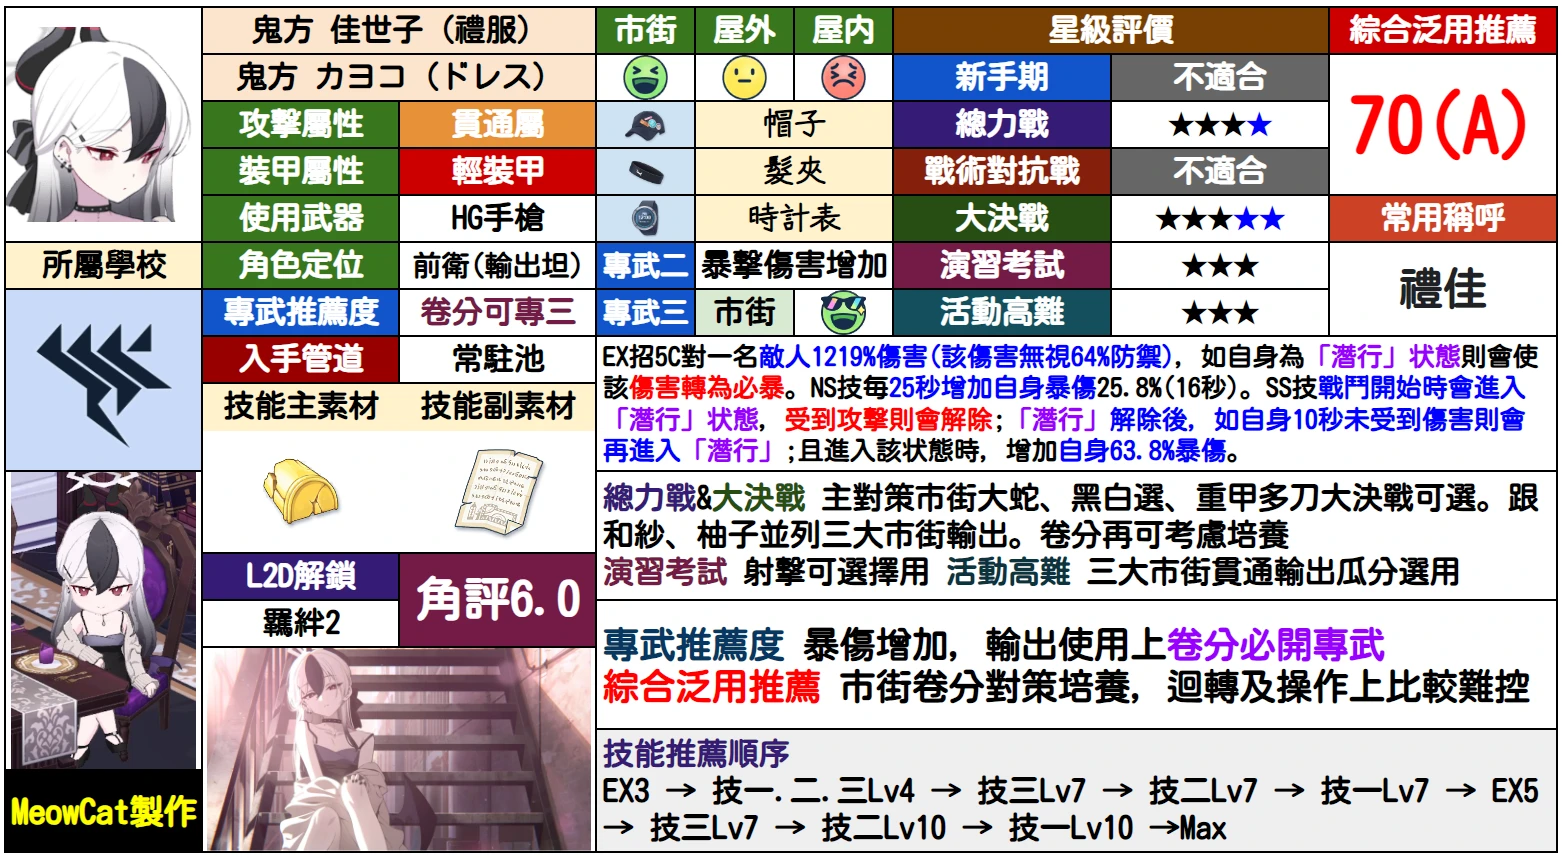 鬼方 佳世子（禮服）
鬼方 カヨコ（ドレス）
市街 屋外 屋內
星級評價
綜合泛用推薦
新手期 不適合
70(A)
攻擊屬性 貫通屬
帽子
總力戰 ★★★★
裝甲屬性 輕裝甲
髮夾
戰術對抗戰 不適合
使用武器 HG手槍
時計表
大決戰 ★★★★★
常用稱呼
所屬學校
角色定位 前衛(輸出坦)
專武二 暴擊傷害增加
演習考試 ★★★
禮佳
專武推薦度 卷分可專三
專武三 市街
活動高難 ★★★
入手管道 常駐池
技能主素材 技能副素材
EX招5C對一名敵人1219%傷害(該傷害無視64%防禦)，如自身為「潛行」狀態則會使
該傷害轉為必暴。NS技每25秒增加自身暴傷25.8%(16秒)。SS技戰鬥開始時會進入
「潛行」狀態，受到攻擊則會解除;「潛行」解除後，如自身10秒未受到傷害則會
再進入「潛行」;且進入該狀態時，增加自身63.8%暴傷。
總力戰&大決戰 主對策市街大蛇、黑白選、重甲多刀大決戰可選。跟
和紗、柚子並列三大市街輸出。卷分再可考慮培養
演習考試 射擊可選擇用 活動高難 三大市街貫通輸出瓜分選用
L2D解鎖
羈絆2
角評6.0
專武推薦度 暴傷增加，輸出使用上卷分必開專武
綜合泛用推薦 市街卷分對策培養，迴轉及操作上比較難控
技能推薦順序
EX3 → 技一.二.三Lv4 → 技三Lv7 → 技二Lv7 → 技一Lv7 → EX5
→ 技三Lv7 → 技二Lv10 → 技一Lv10 →Max
MeowCat製作